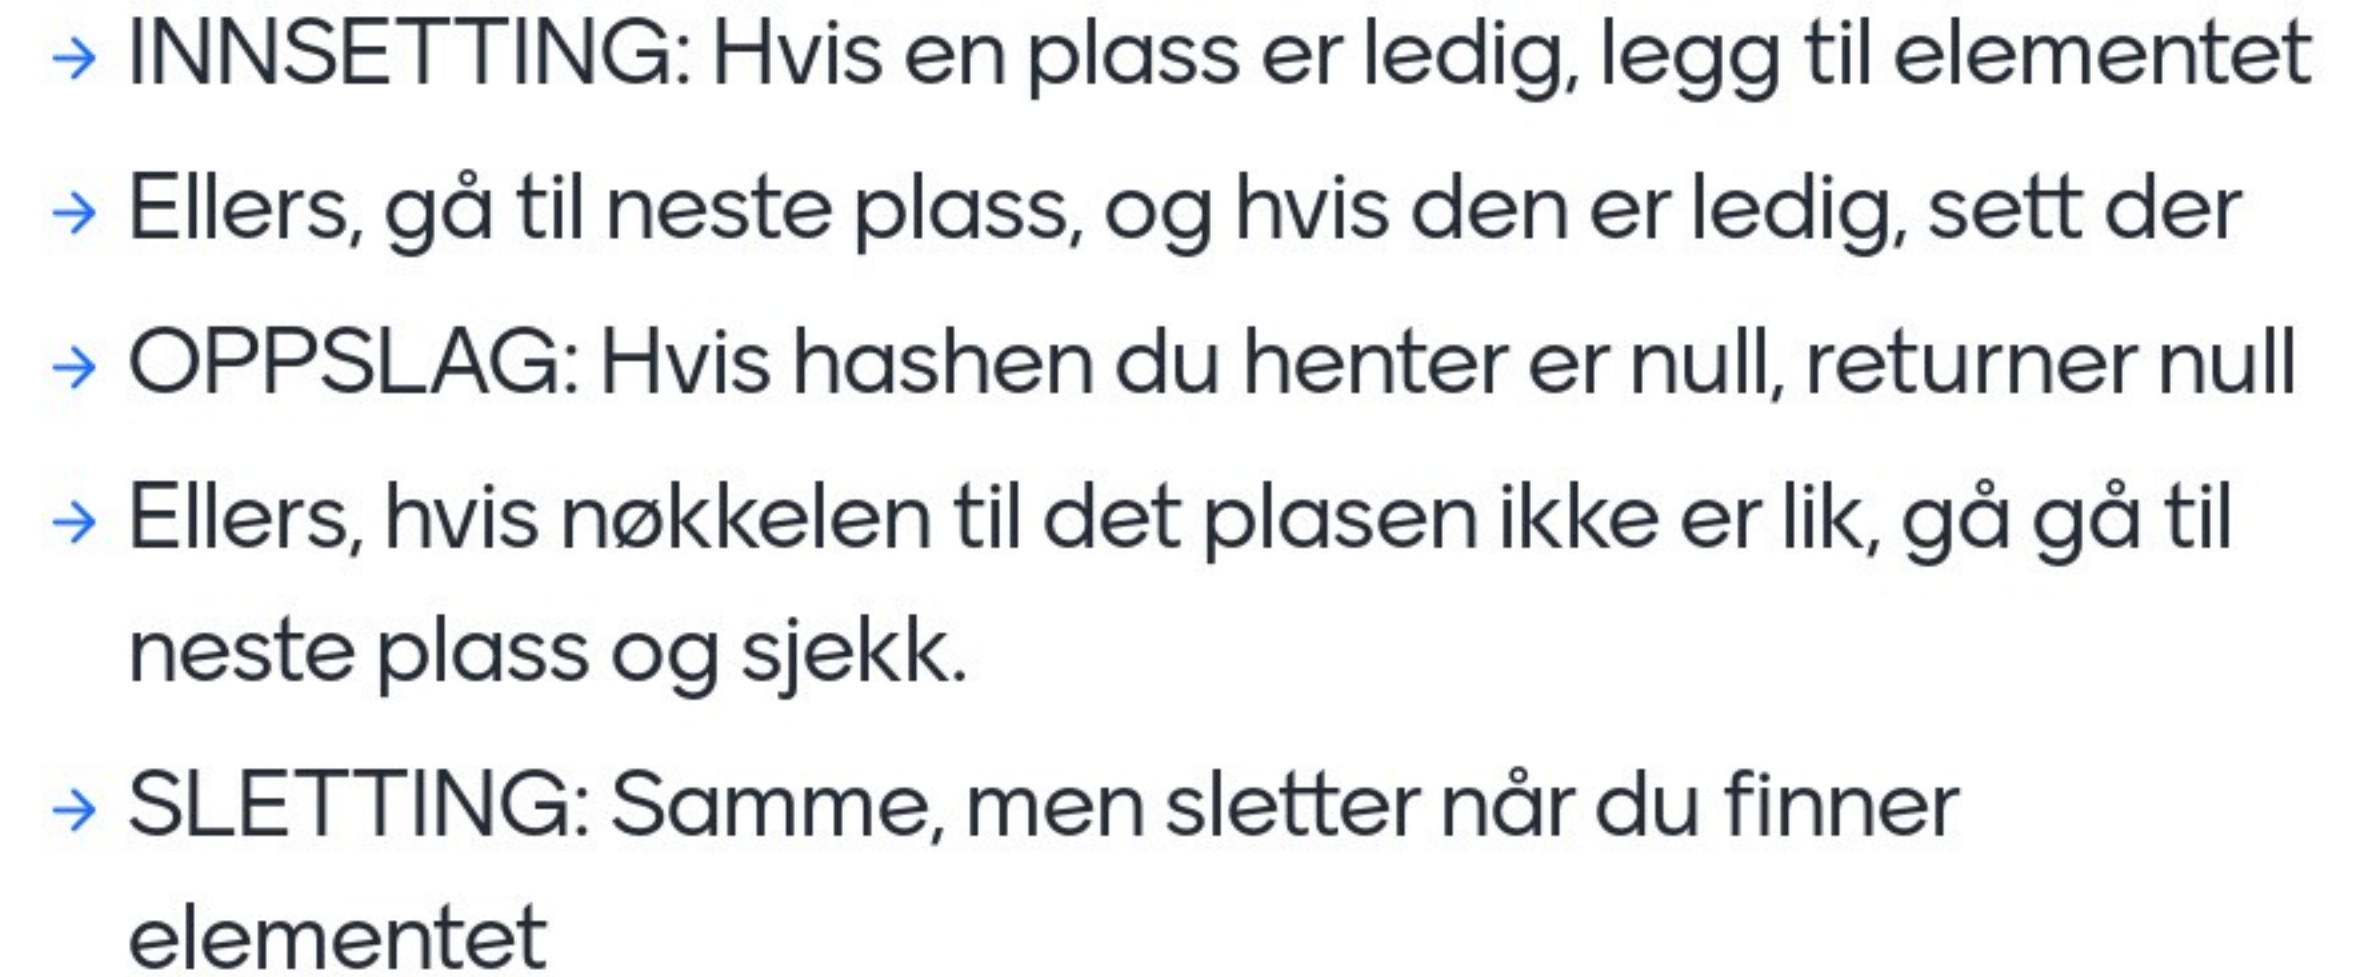 → INNSETTING: Hvis en plass er ledig, legg til elementet
→ Ellers, gå til neste plass, og hvis den er ledig, sett der
→ OPPSLAG: Hvis hashen du henter er null, returner null
→ Ellers, hvis nøkkelen til det plasen ikke er lik, gå gå til
neste plass og sjekk.
→ SLETTING: Samme, men sletter når du finner
elementet